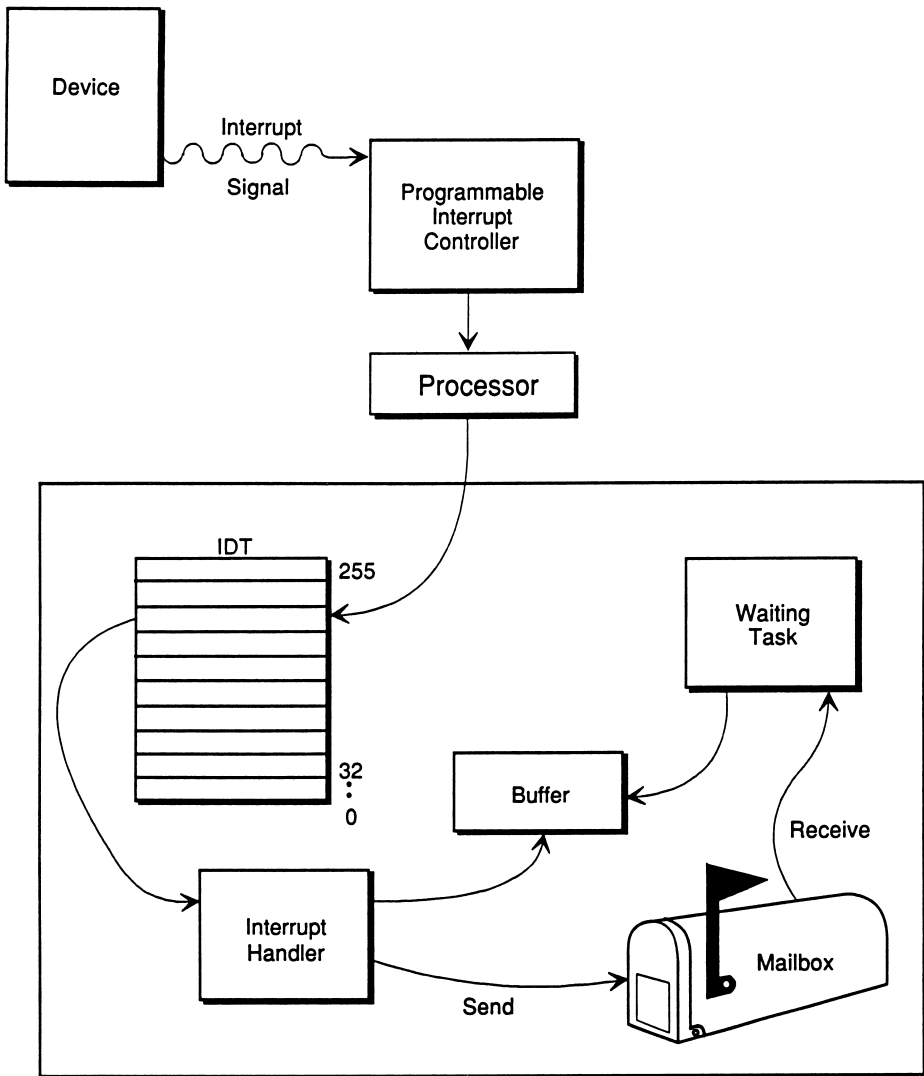 Device
Interrupt
Signal
Programmable
Interrupt
Controller
Processor
IDT
255
Waiting
Task
32
0
Buffer
Receive
Interrupt
Handler
Mailbox
Send